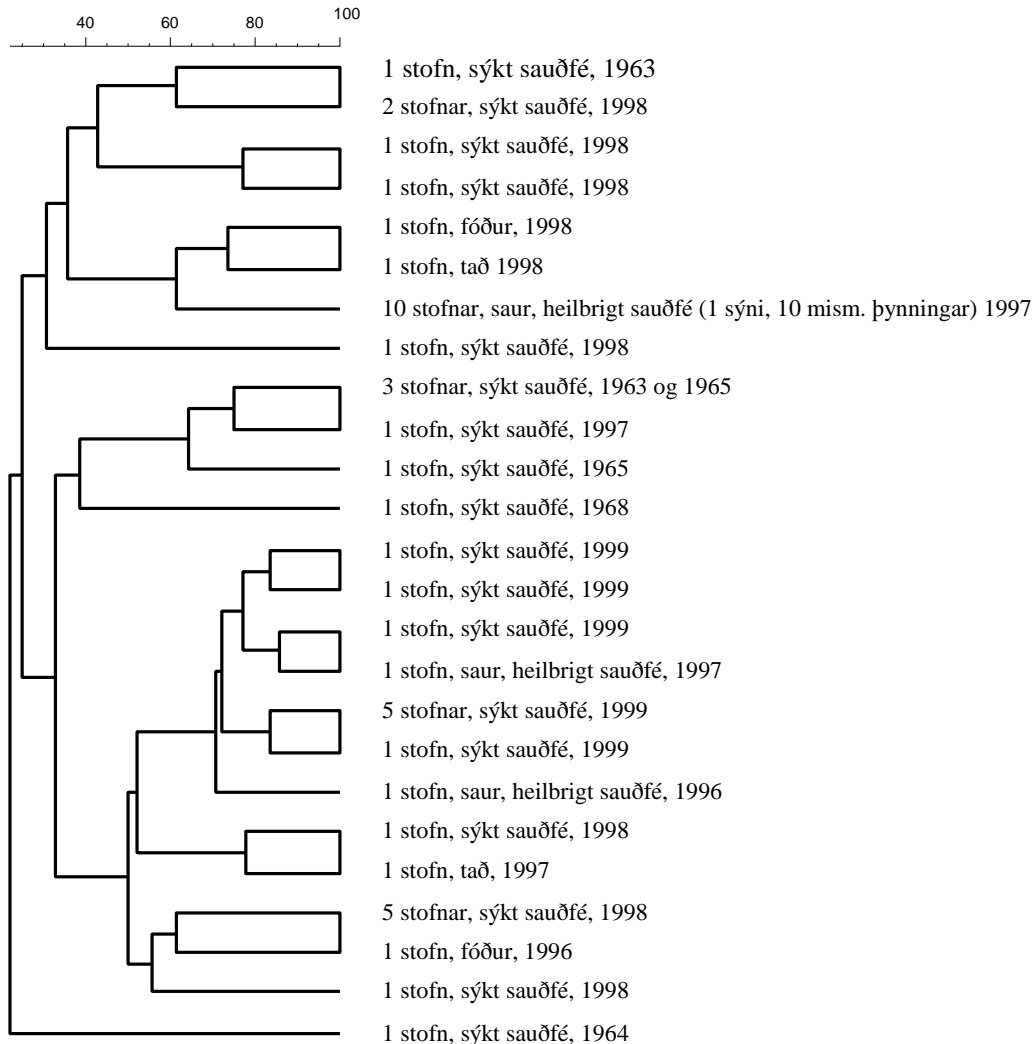 40 60 80 100
1 stofn, sýkt sauðfé, 1963
2 stofnar, sýkt sauðfé, 1998
1 stofn, sýkt sauðfé, 1998
1 stofn, sýkt sauðfé, 1998
1 stofn, fóður, 1998
1 stofn, tað 1998
10 stofnar, saur, heilbrigt sauðfé (1 sýni, 10 mism. þynningar) 1997
1 stofn, sýkt sauðfé, 1998
3 stofnar, sýkt sauðfé, 1963 og 1965
1 stofn, sýkt sauðfé, 1997
1 stofn, sýkt sauðfé, 1965
1 stofn, sýkt sauðfé, 1968
1 stofn, sýkt sauðfé, 1999
1 stofn, sýkt sauðfé, 1999
1 stofn, sýkt sauðfé, 1999
1 stofn, saur, heilbrigt sauðfé, 1997
5 stofnar, sýkt sauðfé, 1999
1 stofn, sýkt sauðfé, 1999
1 stofn, saur, heilbrigt sauðfé, 1996
1 stofn, sýkt sauðfé, 1998
1 stofn, tað, 1997
5 stofnar, sýkt sauðfé, 1998
1 stofn, fóður, 1996
1 stofn, sýkt sauðfé, 1998
1 stofn, sýkt sauðfé, 1964